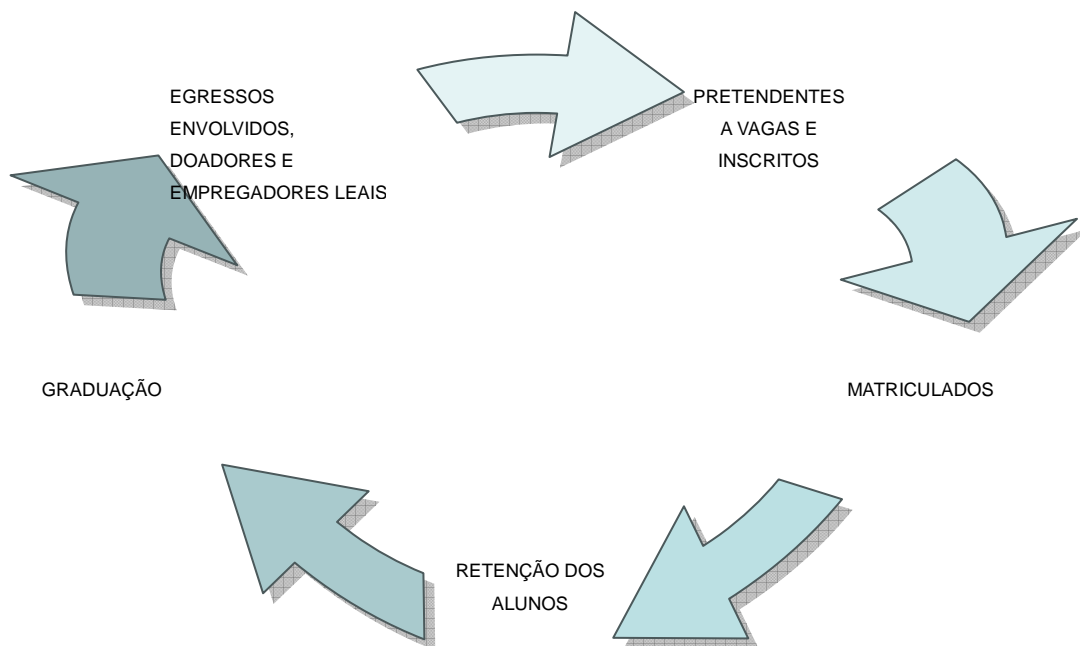 EGRESSOS
ENVOLVIDOS,
DOADORES E
EMPREGADORES LEAIS
PRETENDENTES
A VAGAS E
INSCRITOS
MATRICULADOS
RETENÇÃO DOS
ALUNOS
GRADUAÇÃO